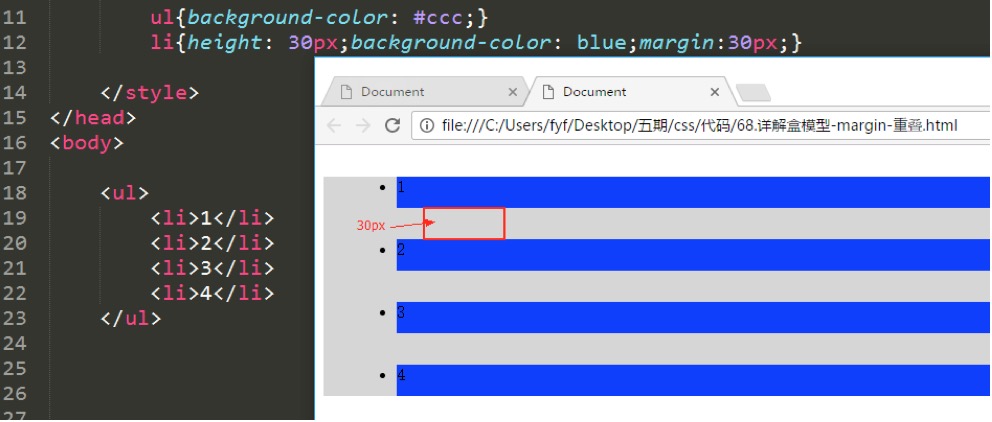 11 ul{background-color: #ccc;}
12 li{height: 30px;background-color: blue;margin:30px;}
13
14 </style>
15 </head>
16 <body>
17
18 <ul>
19 <li>1</li>
20 <li>2</li>
21 <li>3</li>
22 <li>4</li>
23 </ul>
24
25
26
27
Document × Document ×
file:///C:/Users/fyf/Desktop/五期/css/代码/68.详解盒模型-margin-重叠.html
1
30px
2
3
4